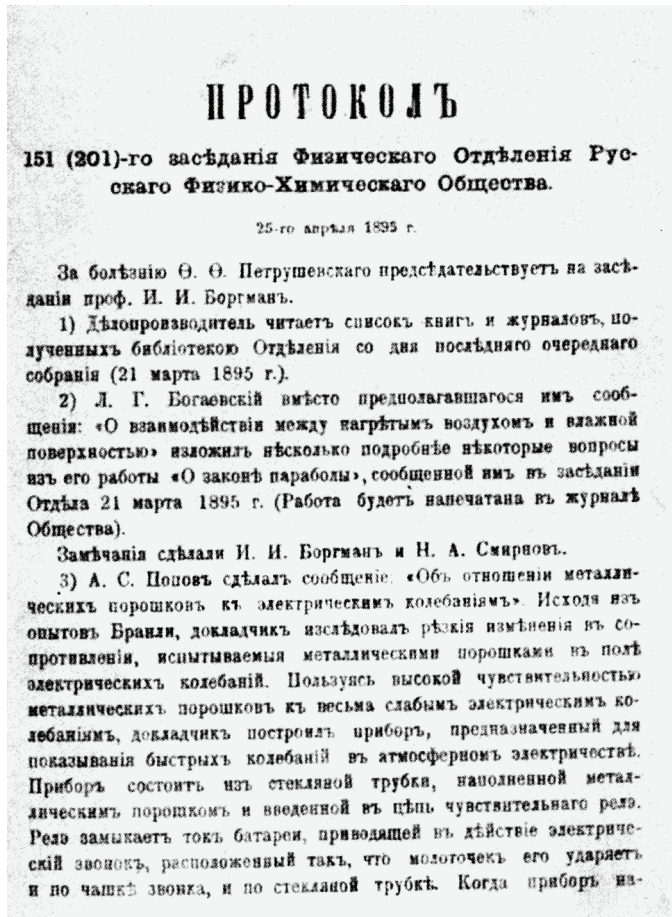 ПРОТОКОЛЪ
151 (201)-го засѣданія Физическаго Отдѣленія Рус-
скаго Физико-Химическаго Общества.
25-го апрѣля 1895 г.
За болѣзнію Ѳ. Ѳ. Петрушевскаго предсѣдательствуетъ на засѣ-
даніи проф. И. И. Боргманъ.
1) Дѣлопроизводитель читаетъ списокъ книгъ и журналовъ, по-
лученныхъ библіотекою Отдѣленія со дня послѣдняго очереднаго
собранія (21 марта 1895 г.).
2) Л. Г. Богаевскій вмѣсто предполагавшагося имъ сооб-
щенія: «О взаимодѣйствіи между нагрѣтымъ воздухомъ и влажной
поверхностью» изложилъ нѣсколько подробнѣе нѣкоторые вопросы
изъ его работы «О законѣ параболы», сообщенной имъ въ засѣданіи
Отдѣла 21 марта 1895 г. (Работа будетъ напечатана въ журналѣ
Общества).
Замѣчанія сдѣлали И. И. Боргманъ и Н. А. Смирновъ.
3) А. С. Поповъ сдѣлалъ сообщеніе: «Объ отношеніи металли-
ческихъ порошковъ къ электрическимъ колебаніямъ». Исходя изъ
опытовъ Бранли, докладчикъ изслѣдовалъ рѣзкія измѣненія въ со-
противленіи, испытываемыя металлическими порошками въ полѣ
электрическихъ колебаній. Пользуясь высокой чувствительностью
металлическихъ порошковъ къ весьма слабымъ электрическимъ ко-
лебаніямъ, докладчикъ построилъ приборъ, предназначенный для
показыванія быстрыхъ колебаній въ атмосферномъ электричествѣ.
Приборъ состоитъ изъ стекляной трубки, наполненной метал-
лическимъ порошкомъ и введенной въ цѣпь чувствительнаго релэ.
Релэ замыкаетъ токъ батареи, приводящей въ дѣйствіе электриче-
скій звонокъ, расположенный такъ, что молоточек его ударяетъ
и по чашкѣ звонка, и по стекляной трубкѣ. Когда приборъ на-